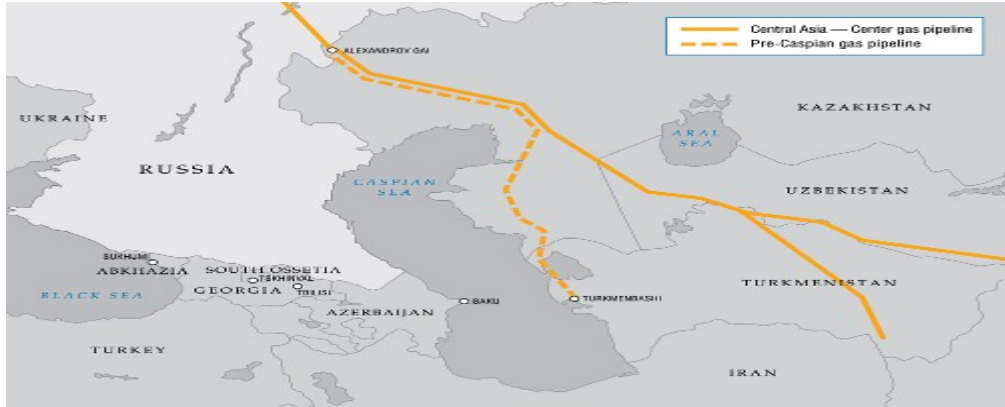 Central Asia — Center gas pipeline
Pre-Caspian gas pipeline
ALEXANDROV GAI
KAZAKHSTAN
UKRAINE
ARAL
SEA
RUSSIA
CASPIAN
SEA
UZBEKISTAN
SUKHUMI
ABKHAZIA
SOUTH OSSETIA
TSKHINVAL
GEORGIA
TBILISI
BLACK SEA
BAKU
TURKMENBASHI
TURKMENISTAN
AZERBAIJAN
TURKEY
IRAN